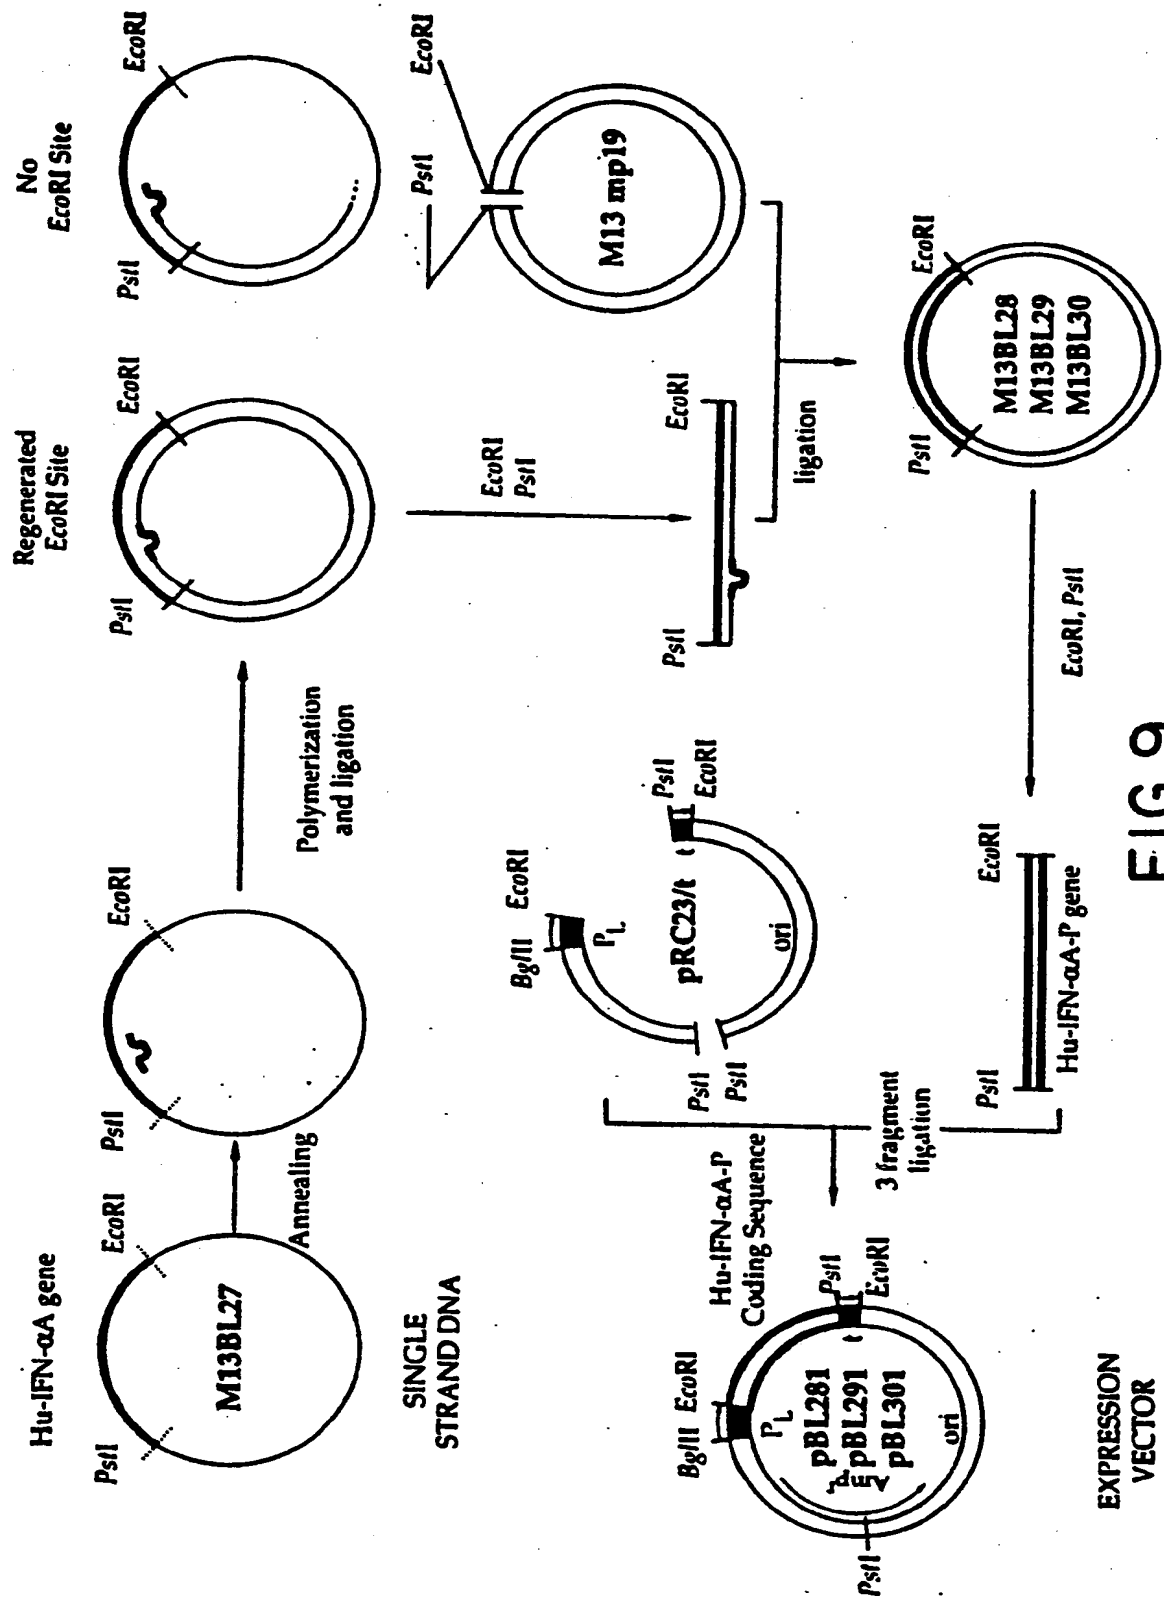 Hu-IFN-αA gene
PstI
EcoRI
M13BL27
SINGLE
STRAND DNA
Annealing
PstI
EcoRI
Polymerization
and ligation
Regenerated
EcoRI Site
PstI
EcoRI
No
EcoRI Site
PstI
EcoRI
EcoRI
PstI
PstI
EcoRI
PstI
EcoRI
M13 mp19
ligation
PstI
EcoRI
M13BL28
M13BL29
M13BL30
EcoRI, PstI
PstI
EcoRI
Hu-IFN-αA-P gene
BglII
EcoRI
PL
pRC23/t
t
PstI
EcoRI
ori
PstI
PstI
3 fragment
ligation
Hu-IFN-αA-P
Coding Sequence
BglII
EcoRI
PL
pBL281
pBL291
pBL301
t
PstI
EcoRI
ori
PstI
EXPRESSION
VECTOR
FIG 9